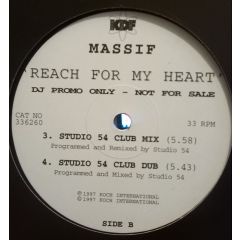 KDF
MASSIF
'REACH FOR MY HEART'
DJ PROMO ONLY - NOT FOR SALE
CAT NO
336260
33 RPM
3. STUDIO 54 CLUB MIX (5.58)
Programmed and Remixed by Studio 54
4. STUDIO 54 CLUB DUB (5.43)
Programmed and Mixed by Studio 54
℗1997 KOCH INTERNATIONAL
©1997 KOCH INTERNATIONAL
SIDE B